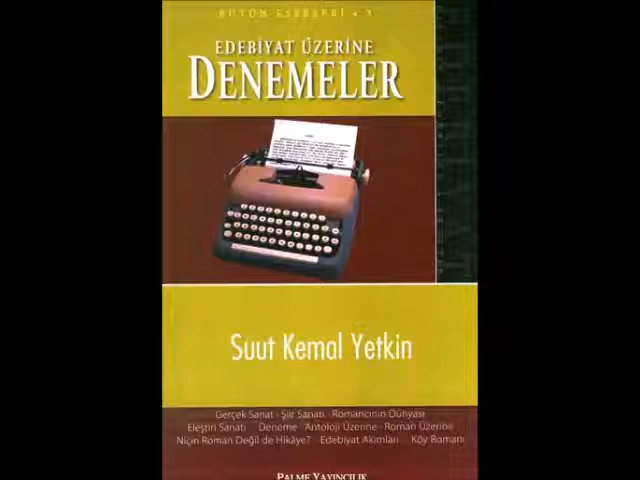 BÜTÜN ESERLERİ
EDEBİYAT ÜZERİNE
DENEMELER
Suut Kemal Yetkin
Gerçek Sanat - Şiir Sanatı - Romancının Dünyası
Eleştiri Sanatı Deneme Antoloji Üzerine - Roman Üzerine
Niçin Roman Değil de Hikâye? - Edebiyat Akımları Köy Romanı
PALME YAYINCILIK